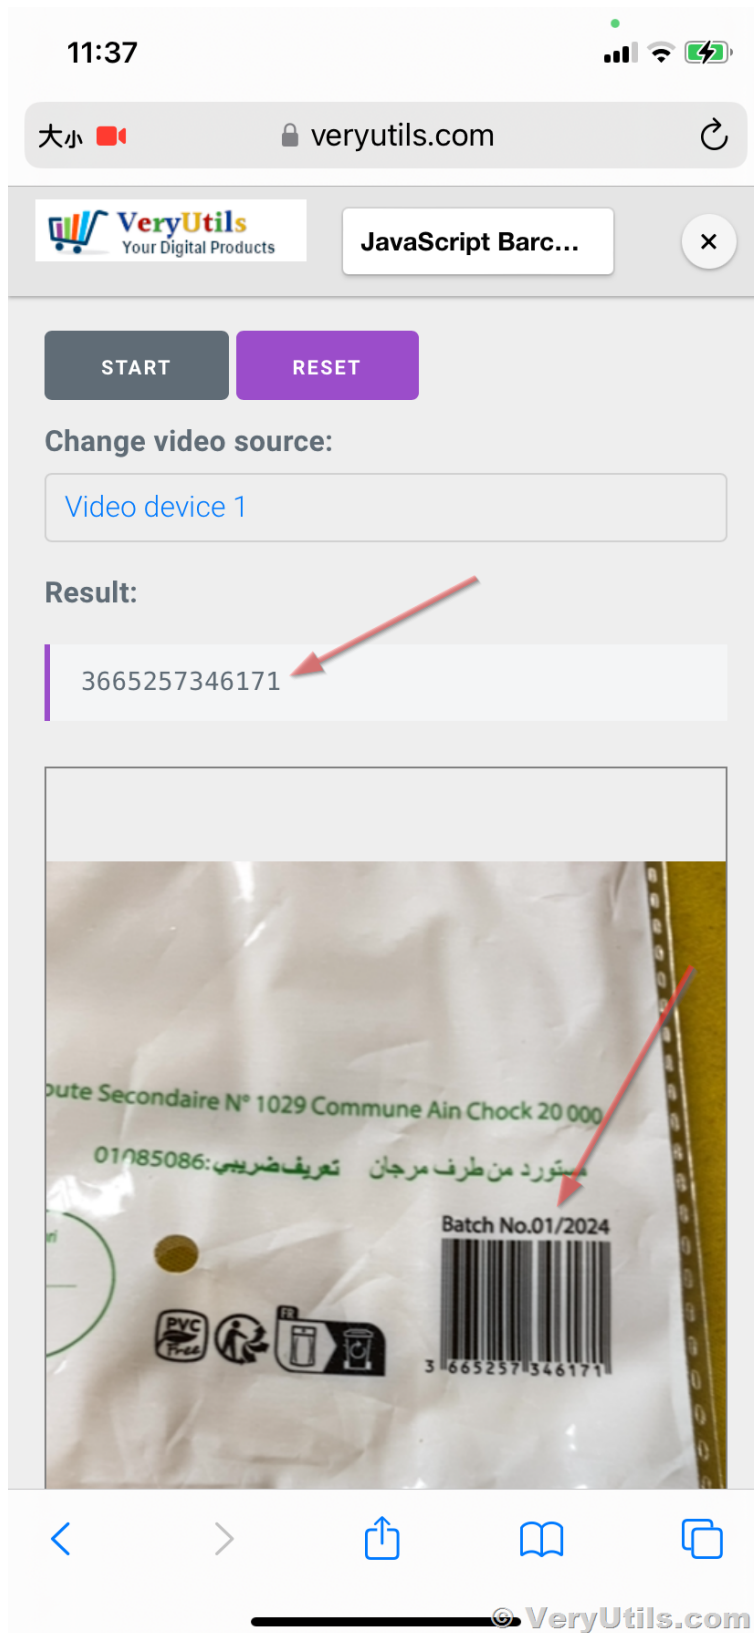 11:37
大小
veryutils.com
VeryUtils
Your Digital Products
JavaScript Barc...
START
RESET
Change video source:
Video device 1
Result:
3665257346171
oute Secondaire N° 1029 Commune Ain Chock 20 000
مستورد من طرف مرجان تعريف ضريبي:01085086
Batch No.01/2024
PVC
Free
FR
3 665257 346171
© VeryUtils.com